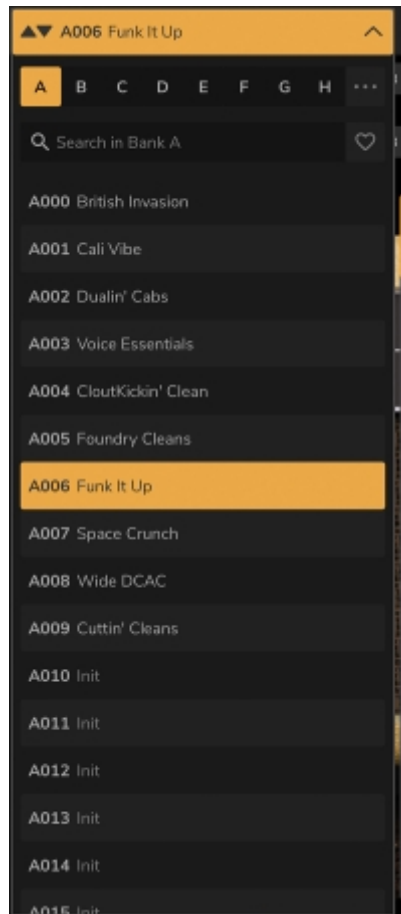 A006 Funk It Up
A B C D E F G H ...
Search in Bank A
A000 British Invasion
A001 Cali Vibe
A002 Dualin' Cabs
A003 Voice Essentials
A004 CloutKickin' Clean
A005 Foundry Cleans
A006 Funk It Up
A007 Space Crunch
A008 Wide DCAC
A009 Cuttin' Cleans
A010 Init
A011 Init
A012 Init
A013 Init
A014 Init
A015 Init